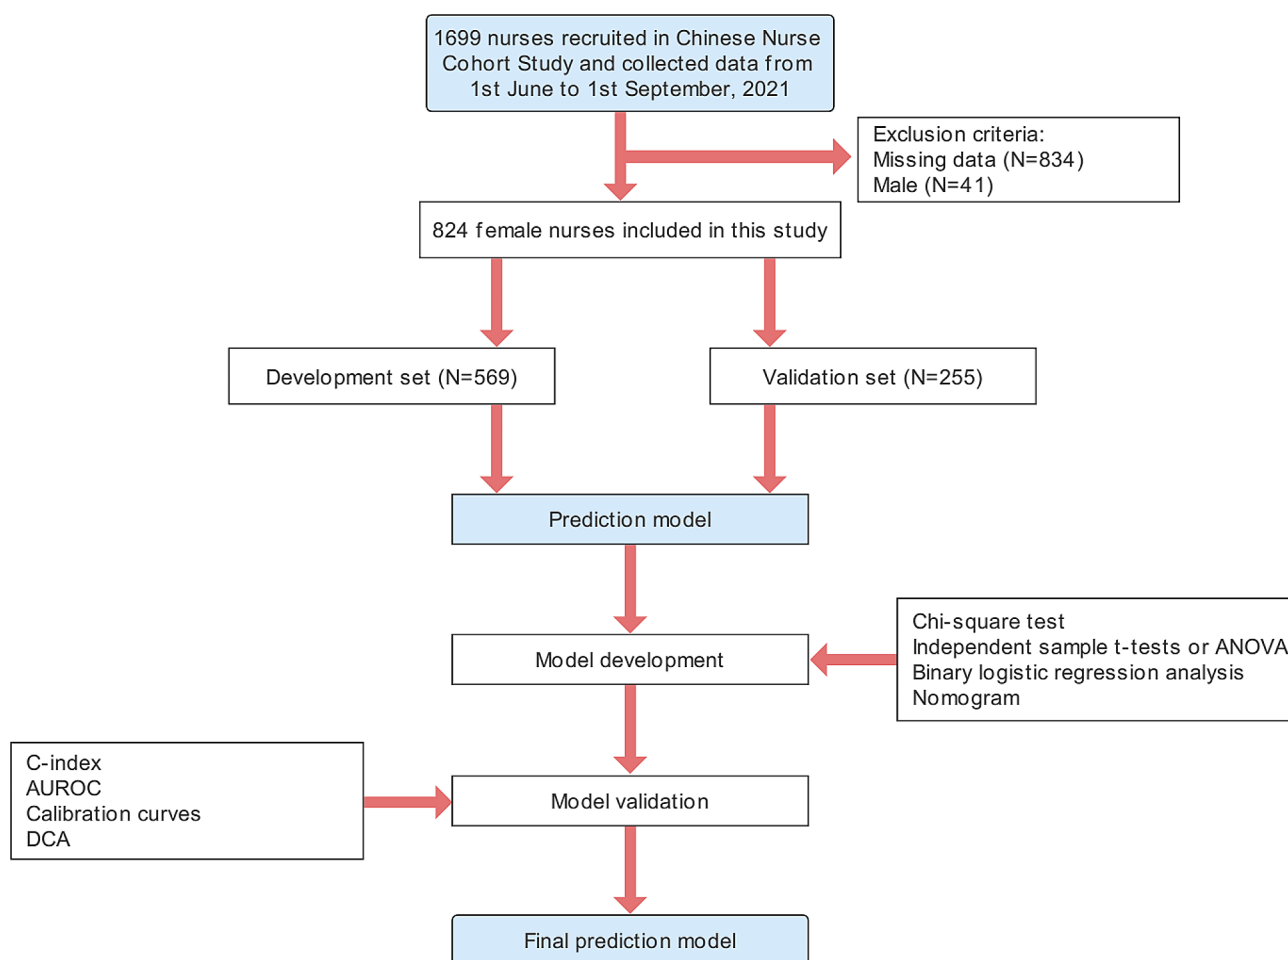 1699 nurses recruited in Chinese Nurse
Cohort Study and collected data from
1st June to 1st September, 2021
Exclusion criteria:
Missing data (N=834)
Male (N=41)
824 female nurses included in this study
Development set (N=569)
Validation set (N=255)
Prediction model
Chi-square test
Independent sample t-tests or ANOVA
Binary logistic regression analysis
Nomogram
Model development
C-index
AUROC
Calibration curves
DCA
Model validation
Final prediction model